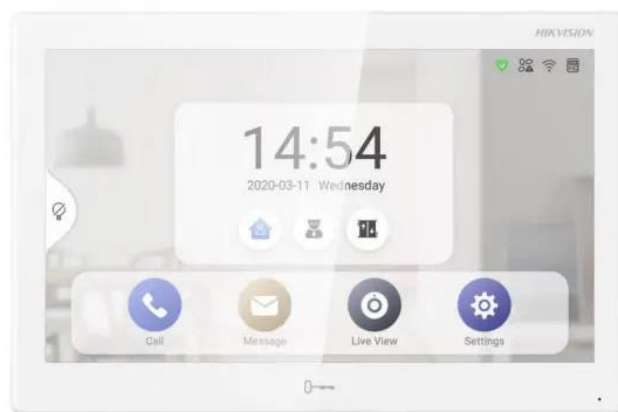 HIKVISION
14:54
2020-03-11 Wednesday
Call
Message
Live View
Settings